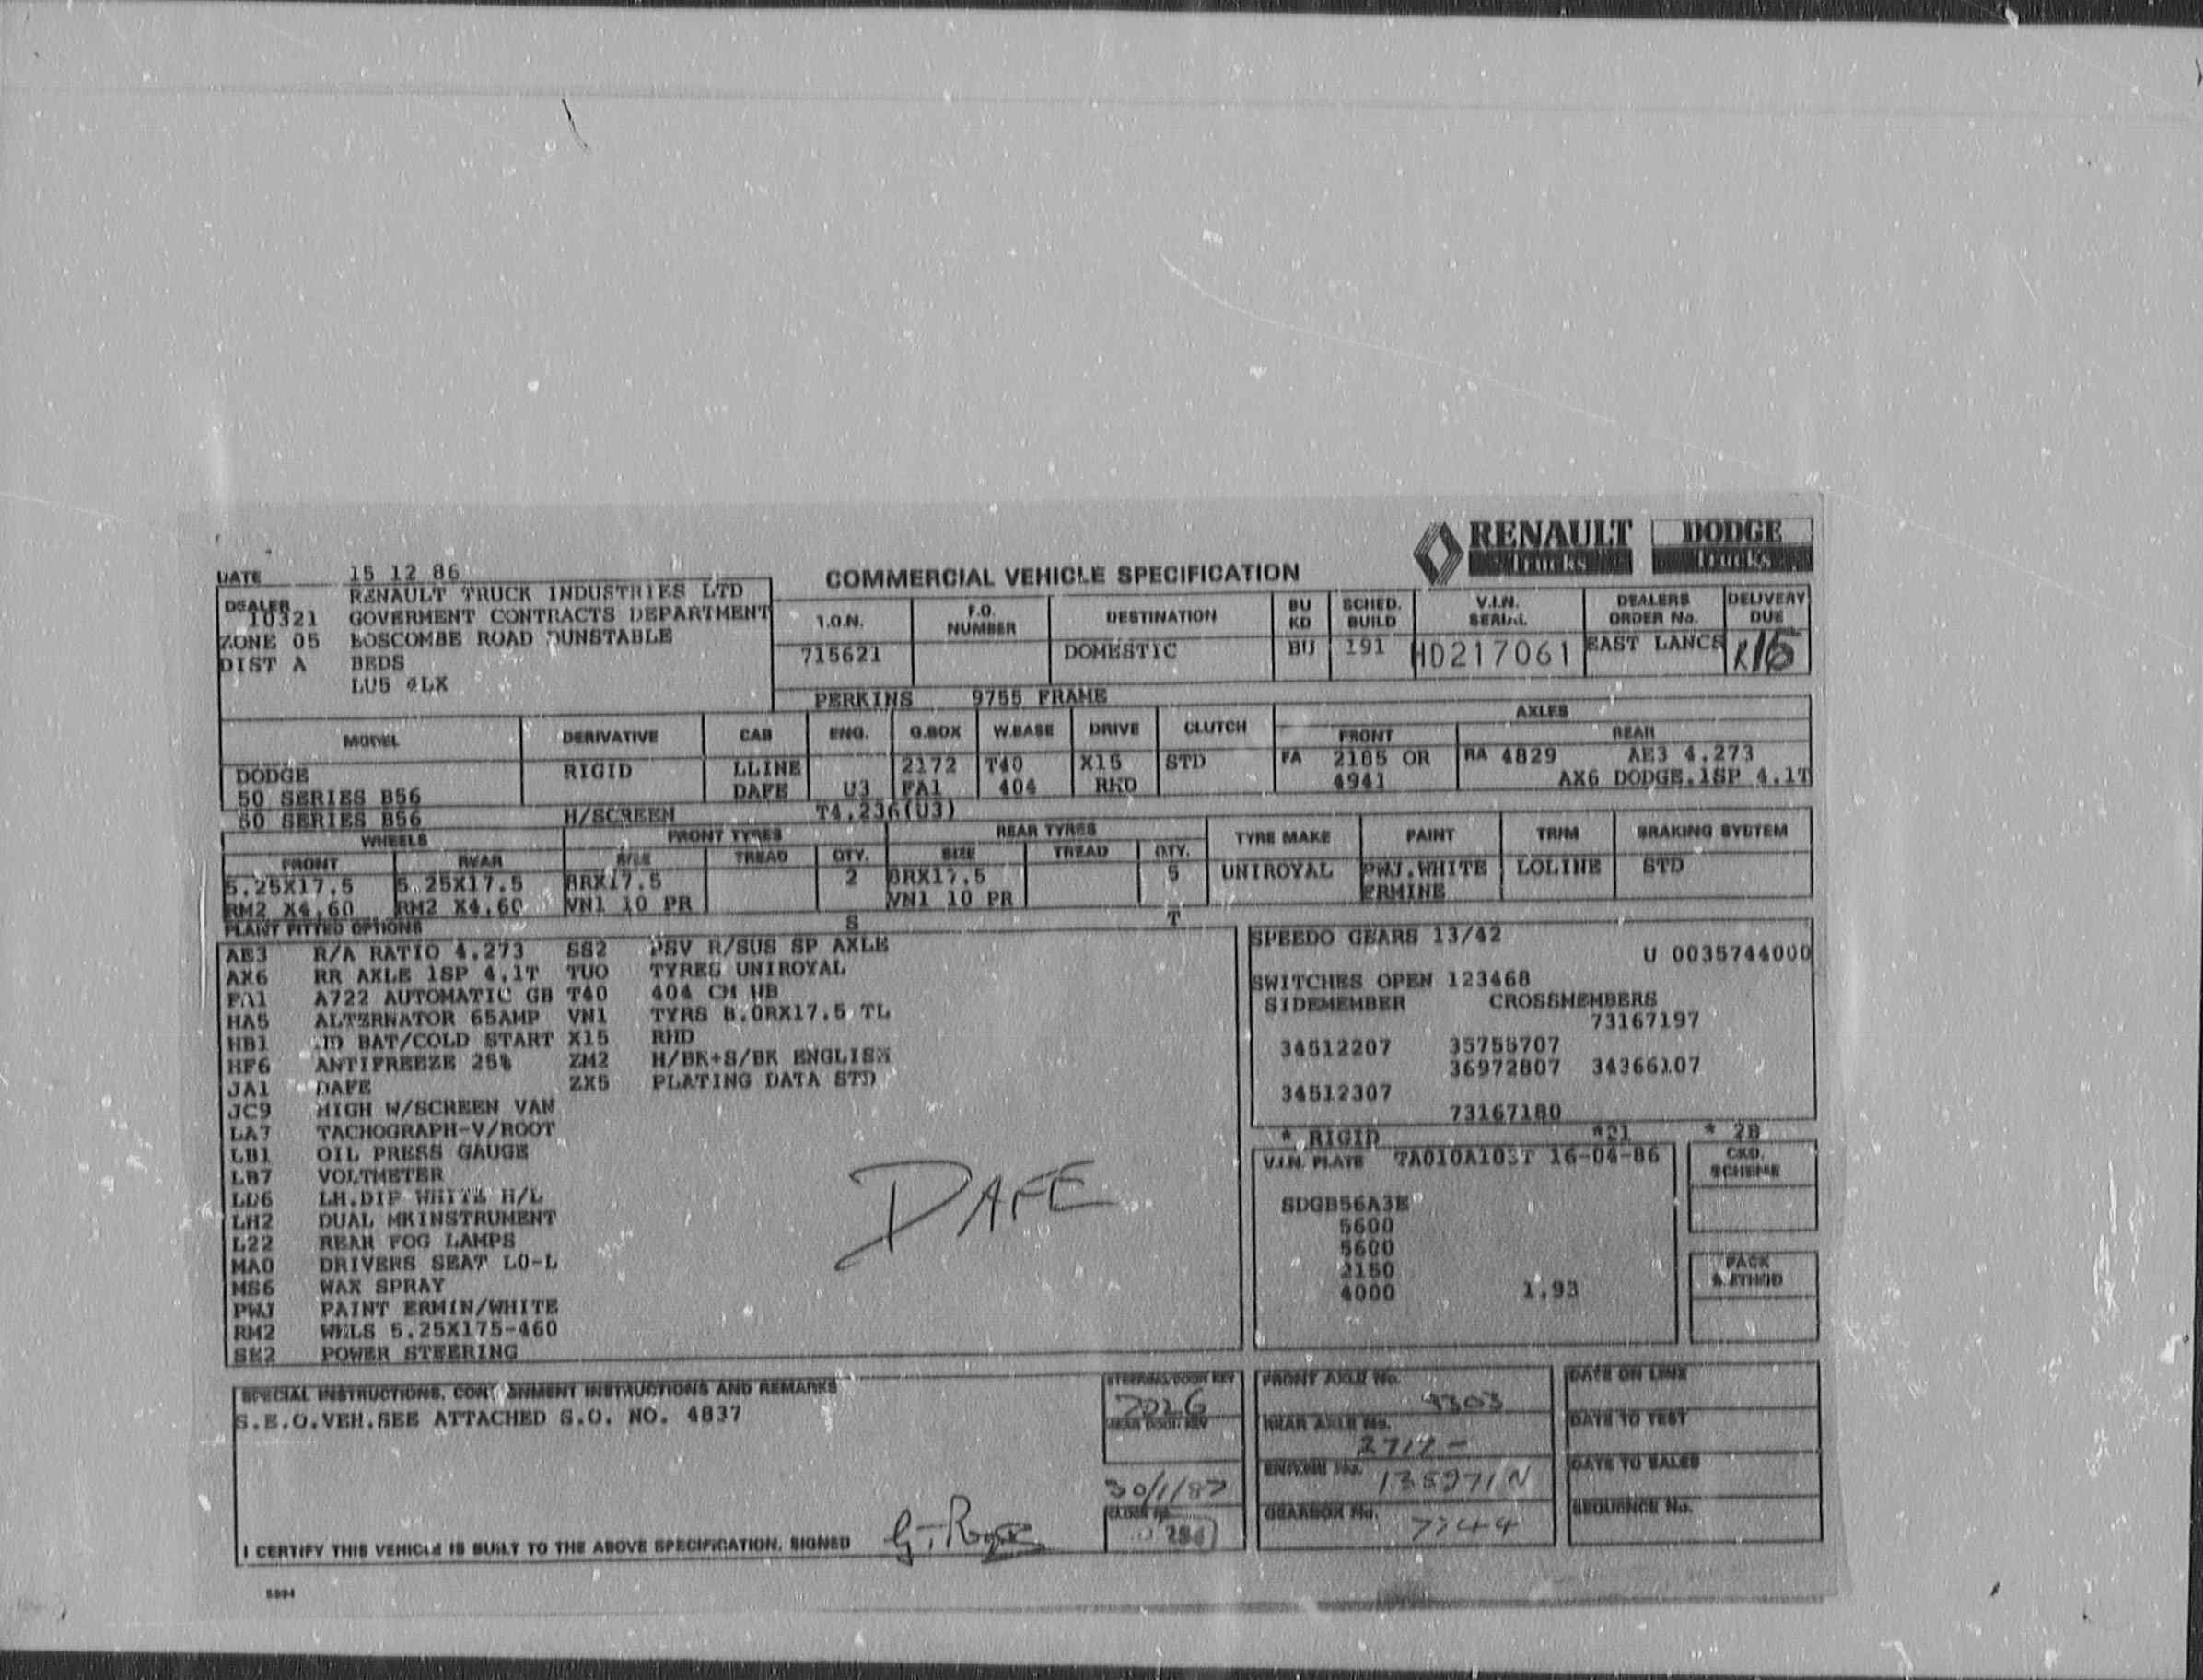 RENAULT Trucks DODGE Trucks
DATE 15 12 86
COMMERCIAL VEHICLE SPECIFICATION
DEALER RENAULT TRUCK INDUSTRIES LTD
10321 GOVERMENT CONTRACTS DEPARTMENT
ZONE 05 BOSCOMBE ROAD DUNSTABLE
DIST A BEDS
LU5 4LX
I.O.N. F.O. NUMBER DESTINATION BU KD SCHED. BUILD V.I.N. SERIAL DEALERS ORDER No. DELIVERY DUE
715621 DOMESTIC BU 191 HD217061 EAST LANCS R15
PERKINS 9755 FRAME
MODEL DERIVATIVE CAB ENG. G.BOX W.BASE DRIVE CLUTCH AXLES
FRONT REAR
DODGE RIGID LLINE 2172 T40 X15 STD FA 2185 OR RA 4829 AE3 4.273
50 SERIES B56 DAFE U3 FA1 404 RHD 4941 AX6 DODGE.1SP 4.1T
50 SERIES B56 H/SCREEN T4.236(U3)
WHEELS FRONT TYRES REAR TYRES TYRE MAKE PAINT TRIM BRAKING SYSTEM
FRONT REAR SIZE TREAD QTY. SIZE TREAD QTY.
5.25X17.5 5.25X17.5 8RX17.5 2 8RX17.5 5 UNIROYAL PWJ.WHITE LOLINE STD
RM2 X4.60 RM2 X4.60 VN1 10 PR VN1 10 PR ERMINE
PLANT FITTED OPTIONS S T
AE3 R/A RATIO 4.273 SS2 PSV R/SUS SP AXLE
AX6 RR AXLE 1SP 4.1T TUO TYRES UNIROYAL
FA1 A722 AUTOMATIC GB T40 404 CM WB
HA5 ALTERNATOR 65AMP VN1 TYRS 8.0RX17.5 TL
HB1 BAT/COLD START X15 RHD
HF6 ANTIFREEZE 25% ZM2 H/BK+S/BK ENGLISH
JA1 DAFE ZX5 PLATING DATA STD
JC9 HIGH W/SCREEN VAN
LA7 TACHOGRAPH-V/ROOT
LB1 OIL PRESS GAUGE
LB7 VOLTMETER
LD6 LH.DIP WHITE H/L
LH2 DUAL MKINSTRUMENT
L22 REAR FOG LAMPS
MA0 DRIVERS SEAT LO-L
MS6 WAX SPRAY
PWJ PAINT ERMIN/WHITE
RM2 WHLS 5.25X175-460
SE2 POWER STEERING
DAFE
SPEEDO GEARS 13/42
U 0035744000
SWITCHES OPEN 123468
SIDEMEMBER CROSSMEMBERS
73167197
34512207 35758707
36972807 34366107
34512307
73167180
* RIGID *21 * 2B
V.I.N. PLATE TA010A103T 16-04-86 CKD. SCHEME
SDGB56A3E
5600
5600
2150
4000 1.93
PACK METHOD
SPECIAL INSTRUCTIONS, CONSIGNMENT INSTRUCTIONS AND REMARKS
S.E.O.VEH.SEE ATTACHED S.O. NO. 4837
STEERING/DOOR KEY
7026
REAR DOOR KEY
30/1/87
FRONT AXLE No.
REAR AXLE No.
2717-
ENGINE No.
GEARBOX No.
7744
DATE ON LINE
DATE TO TEST
DATE TO SALES
SEQUENCE No.
I CERTIFY THIS VEHICLE IS BUILT TO THE ABOVE SPECIFICATION. SIGNED